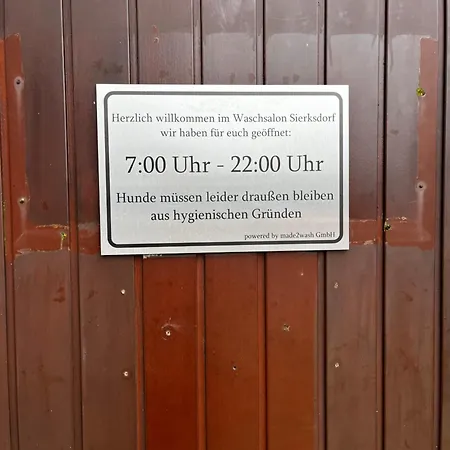 Herzlich willkommen im Waschsalon Sierksdorf
wir haben für euch geöffnet:
7:00 Uhr - 22:00 Uhr
Hunde müssen leider draußen bleiben
aus hygienischen Gründen
powered by made2wash GmbH